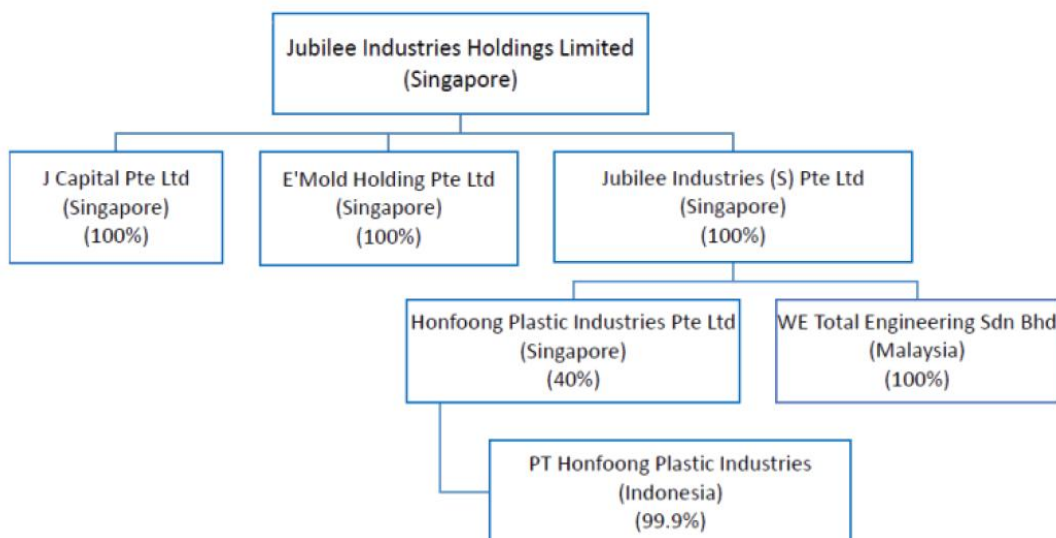 Jubilee Industries Holdings Limited
(Singapore)
J Capital Pte Ltd
(Singapore)
(100%)
E'Mold Holding Pte Ltd
(Singapore)
(100%)
Jubilee Industries (S) Pte Ltd
(Singapore)
(100%)
Honfoong Plastic Industries Pte Ltd
(Singapore)
(40%)
WE Total Engineering Sdn Bhd
(Malaysia)
(100%)
PT Honfoong Plastic Industries
(Indonesia)
(99.9%)